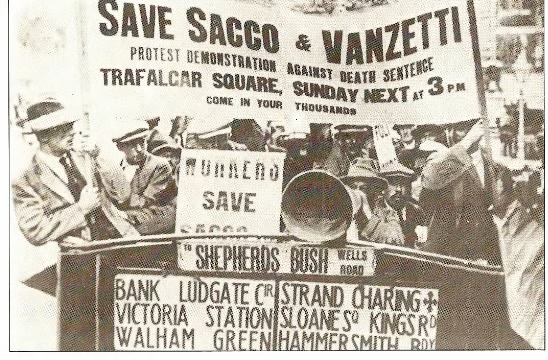 SAVE SACCO & VANZETTI
PROTEST DEMONSTRATION AGAINST DEATH SENTENCE
TRAFALGAR SQUARE, SUNDAY NEXT AT 3 PM
COME IN YOUR THOUSANDS
WORKERS
SAVE
SACCO
TO SHEPHERDS BUSH WELLS ROAD
BANK LUDGATE CR STRAND CHARING ✠
VICTORIA STATION SLOANE SQ KINGS RD
WALHAM GREEN HAMMERSMITH BDY